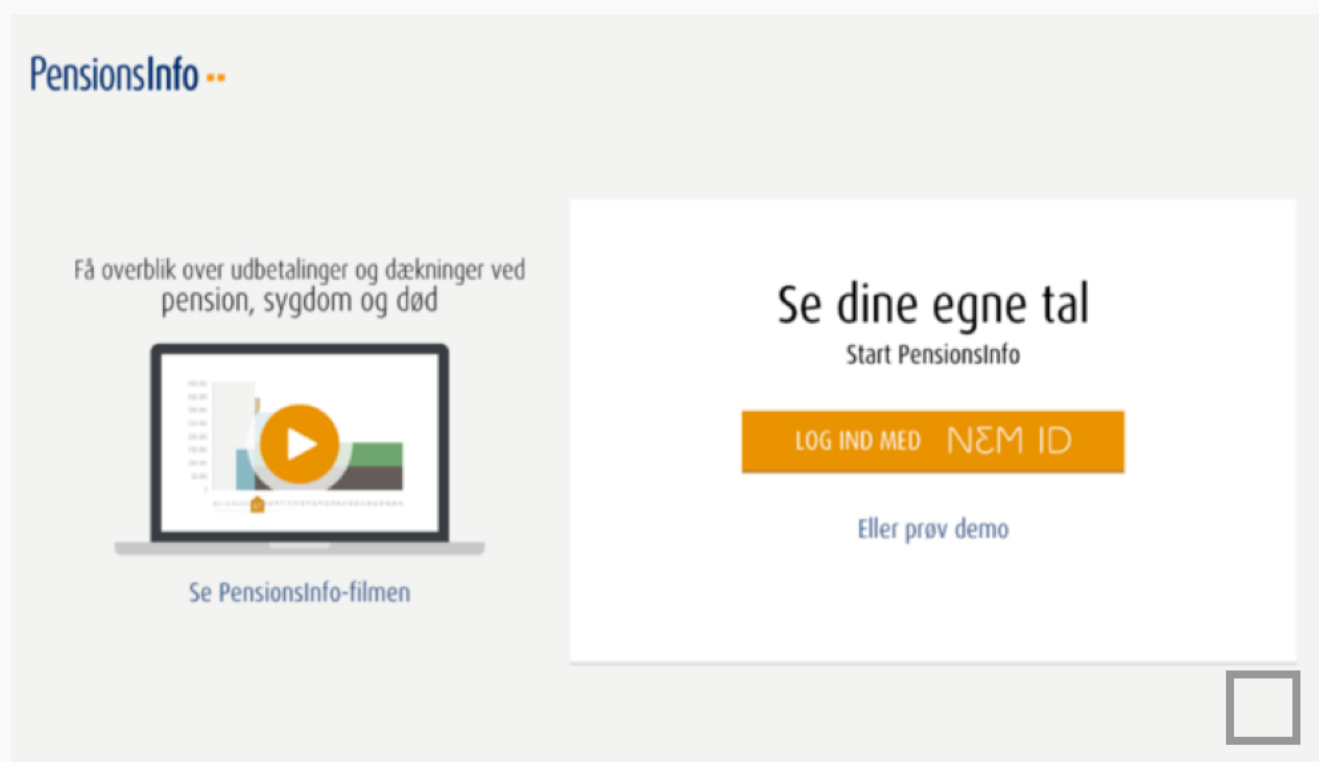 PensionsInfo
Få overblik over udbetalinger og dækninger ved
pension, sygdom og død
Se PensionsInfo-filmen
Se dine egne tal
Start PensionsInfo
LOG IND MED NEM ID
Eller prøv demo